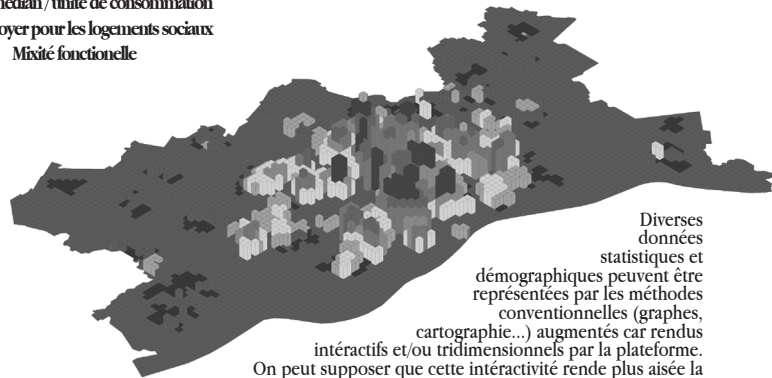 médian / unité de consommation
oyer pour les logements sociaux
Mixité fonctionelle
Diverses
données
statistiques et
démographiques peuvent être
représentées par les méthodes
conventionnelles (graphes,
cartographie...) augmentés car rendus
intéractifs et/ou tridimensionnels par la plateforme.
On peut supposer que cette intéractivité rende plus aisée la